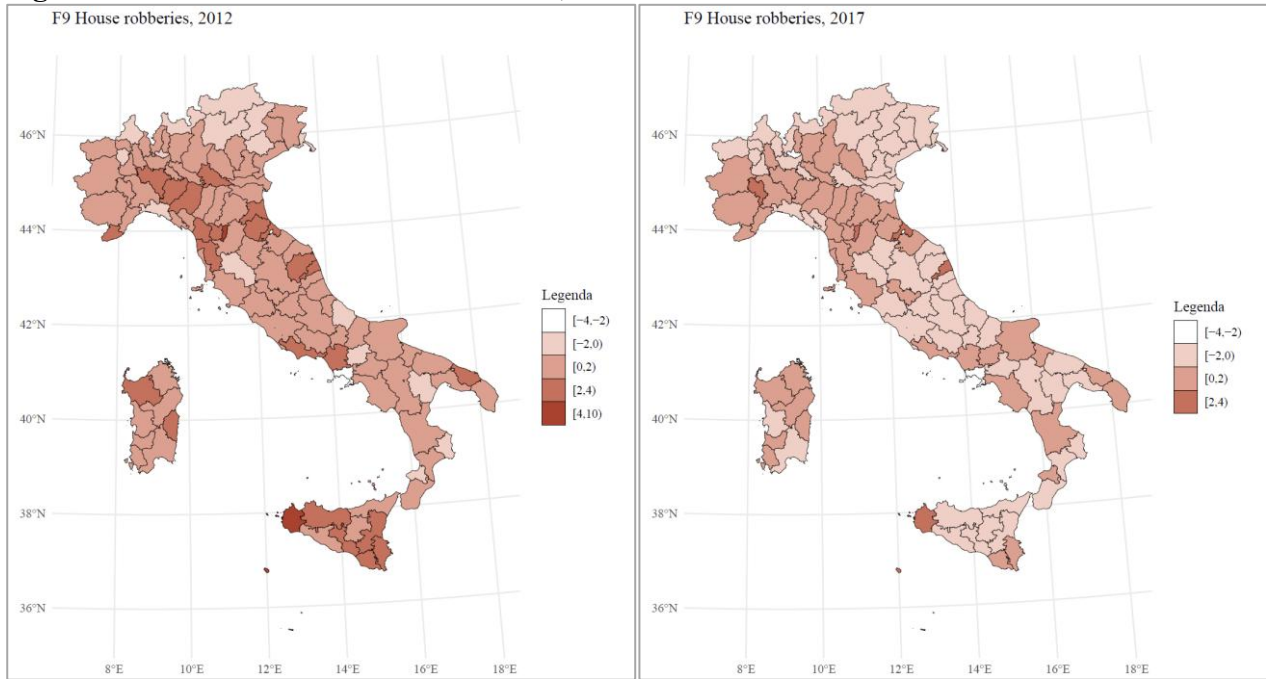 F9 House robberies, 2012
46°N
44°N
42°N
40°N
38°N
36°N
8°E 10°E 12°E 14°E 16°E 18°E
Legenda
[−4,−2)
[−2,0)
[0,2)
[2,4)
[4,10)
F9 House robberies, 2017
46°N
44°N
42°N
40°N
38°N
36°N
8°E 10°E 12°E 14°E 16°E 18°E
Legenda
[−4,−2)
[−2,0)
[0,2)
[2,4)